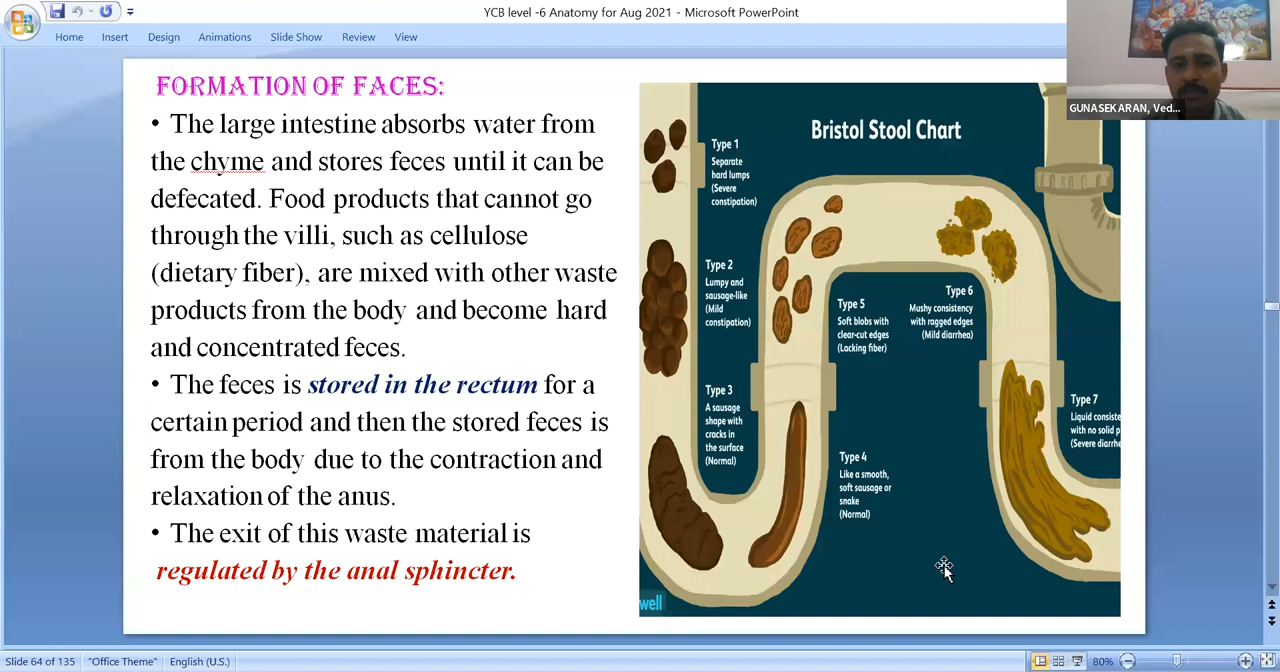 YCB level -6 Anatomy for Aug 2021 - Microsoft PowerPoint
Home Insert Design Animations Slide Show Review View
GUNASEKARAN, Ved...
FORMATION OF FACES:
• The large intestine absorbs water from
the chyme and stores feces until it can be
defecated. Food products that cannot go
through the villi, such as cellulose
(dietary fiber), are mixed with other waste
products from the body and become hard
and concentrated feces.
• The feces is stored in the rectum for a
certain period and then the stored feces is
from the body due to the contraction and
relaxation of the anus.
• The exit of this waste material is
regulated by the anal sphincter.
Bristol Stool Chart
Type 1
Separate
hard lumps
(Severe
constipation)
Type 2
Lumpy and
sausage-like
(Mild
constipation)
Type 3
A sausage
shape with
cracks in
the surface
(Normal)
Type 4
Like a smooth,
soft sausage or
snake
(Normal)
Type 5
Soft blobs with
clear-cut edges
(Lacking fiber)
Type 6
Mushy consistency
with ragged edges
(Mild diarrhea)
Type 7
Liquid consiste
with no solid p
(Severe diarrhe
well
Slide 64 of 135 "Office Theme" English (U.S.) 80%